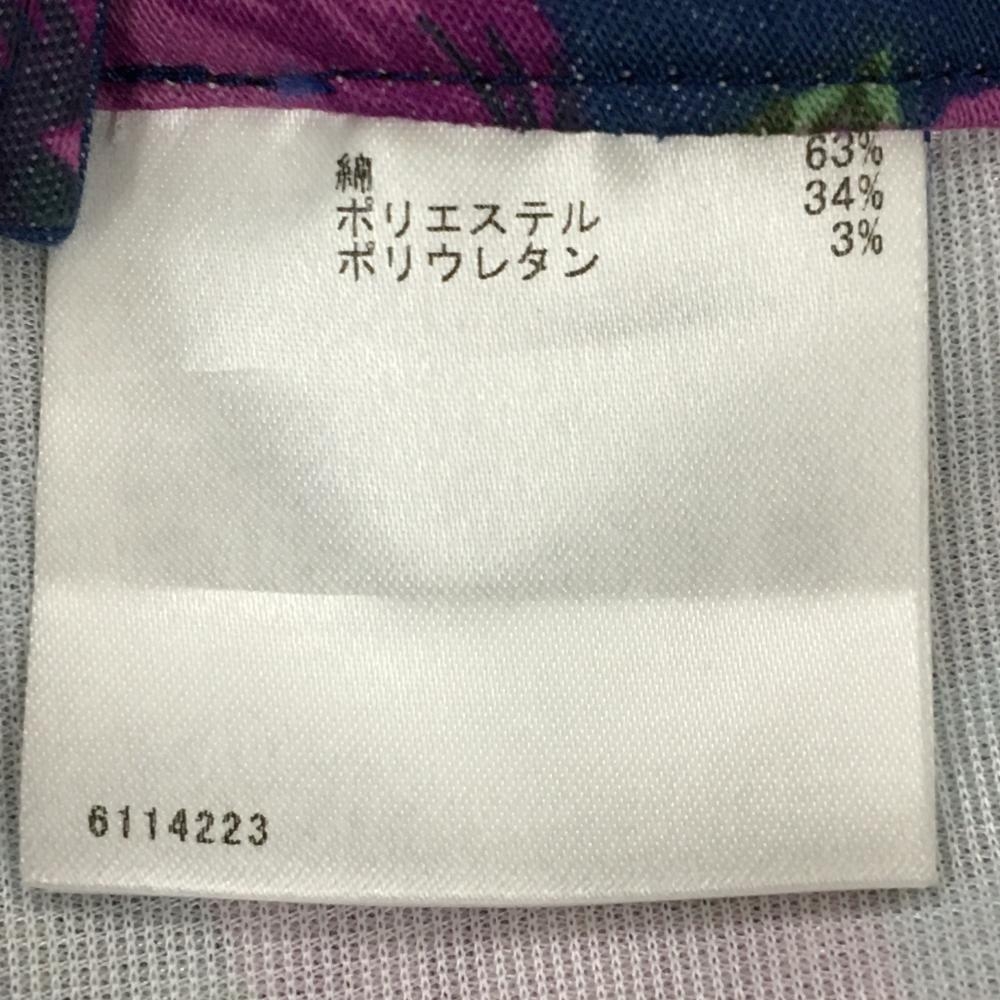 綿 63%
ポリエステル 34%
ポリウレタン 3%
6114223